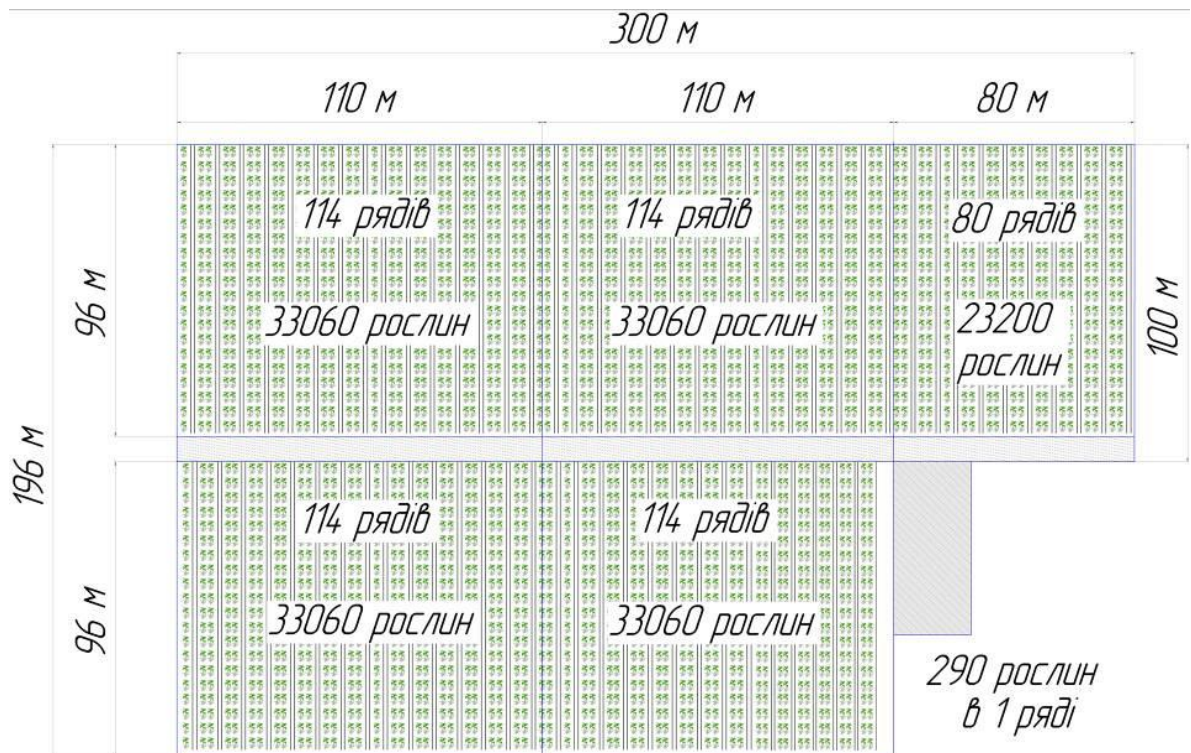 300 м
110 м
110 м
80 м
114 рядів
114 рядів
80 рядів
96 м
33060 рослин
33060 рослин
23200
рослин
100 м
196 м
114 рядів
114 рядів
96 м
33060 рослин
33060 рослин
290 рослин
в 1 ряді